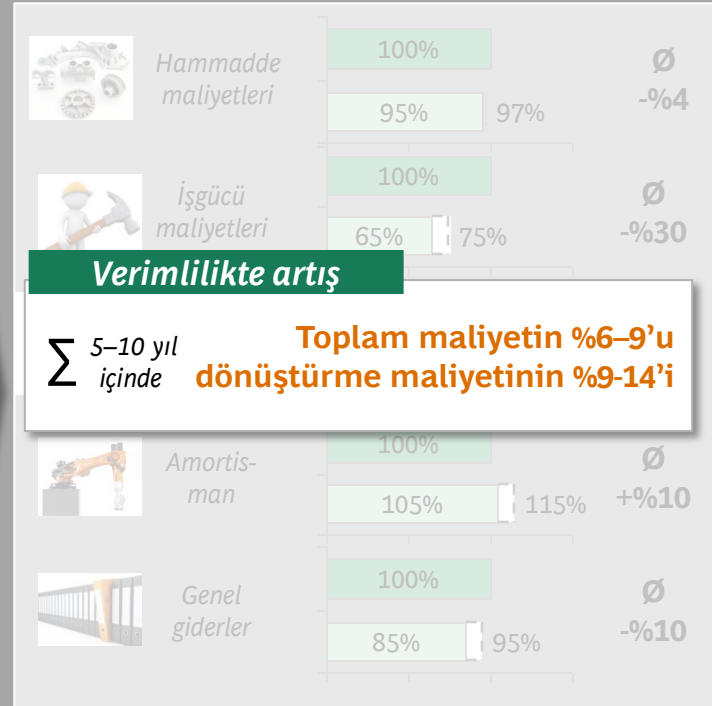 Hammadde
maliyetleri
100%
95% 97%
Ø
-%4
İşgücü
maliyetleri
100%
65% 75%
Ø
-%30
Verimlilikte artış
∑ 5–10 yıl
içinde
Toplam maliyetin %6–9’u
dönüştürme maliyetinin %9-14’i
Amortis-
man
100%
105% 115%
Ø
+%10
Genel
giderler
100%
85% 95%
Ø
-%10